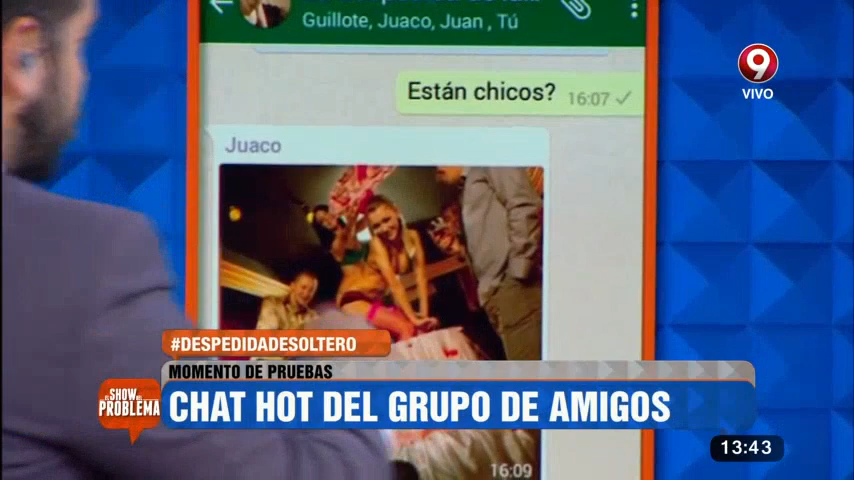 Guillote, Juaco, Juan , Tú
Están chicos? 16:07
Juaco
16:09
9
VIVO
#DESPEDIDADESOLTERO
MOMENTO DE PRUEBAS
EL SHOW DEL
PROBLEMA
CHAT HOT DEL GRUPO DE AMIGOS
13:43